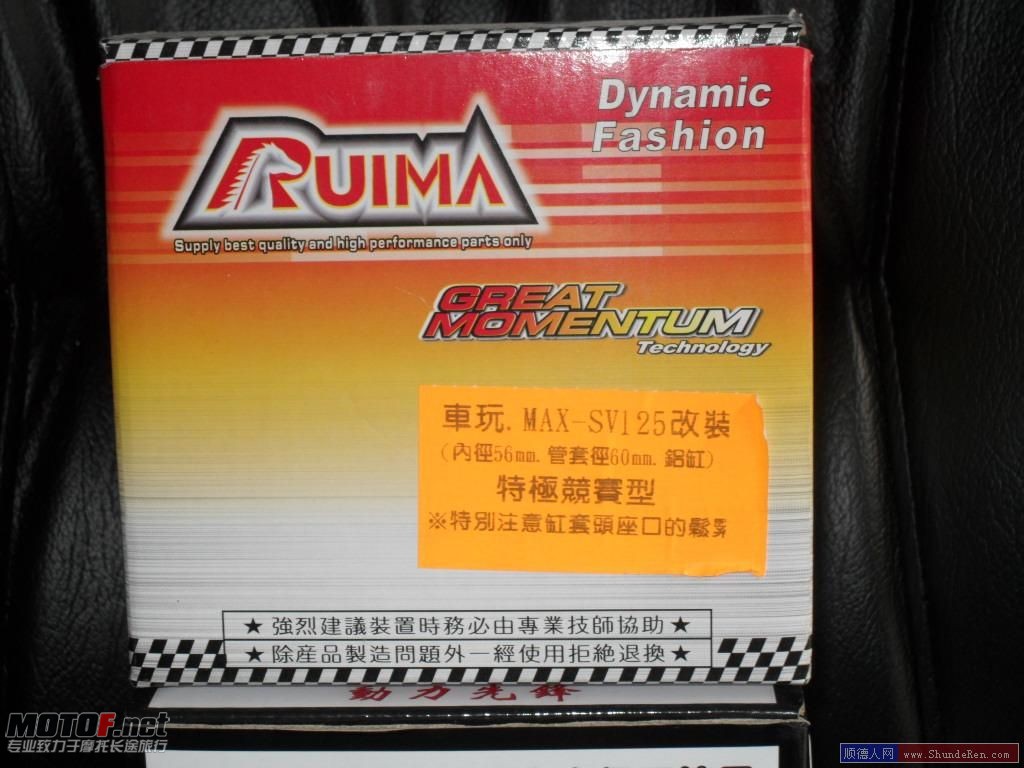 Dynamic
Fashion
RUIMA
Supply best quality and high performance parts only
GREAT
MOMENTUM
Technology
車玩. MAX-SV125改裝
(內徑56mm. 管套徑60mm. 鋁缸)
特極競賽型
※特別注意缸套頭座口的鬆
★ 強烈建議裝置時務必由專業技師協助 ★
★ 除産品製造問題外一經使用拒絶退換 ★
動力先鋒
MOTOF.net
专业致力于摩托长途旅行
顺德人网 www.ShundeRen.com